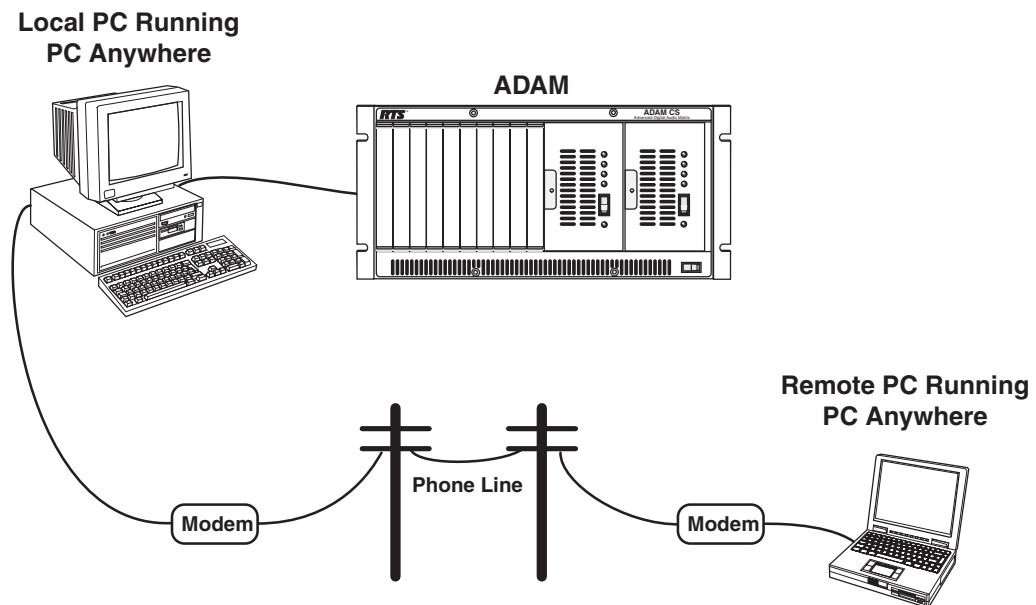 Local PC Running
PC Anywhere
ADAM
RTS
ADAM CS
Advanced Digital Audio Matrix
Remote PC Running
PC Anywhere
Phone Line
Modem
Modem